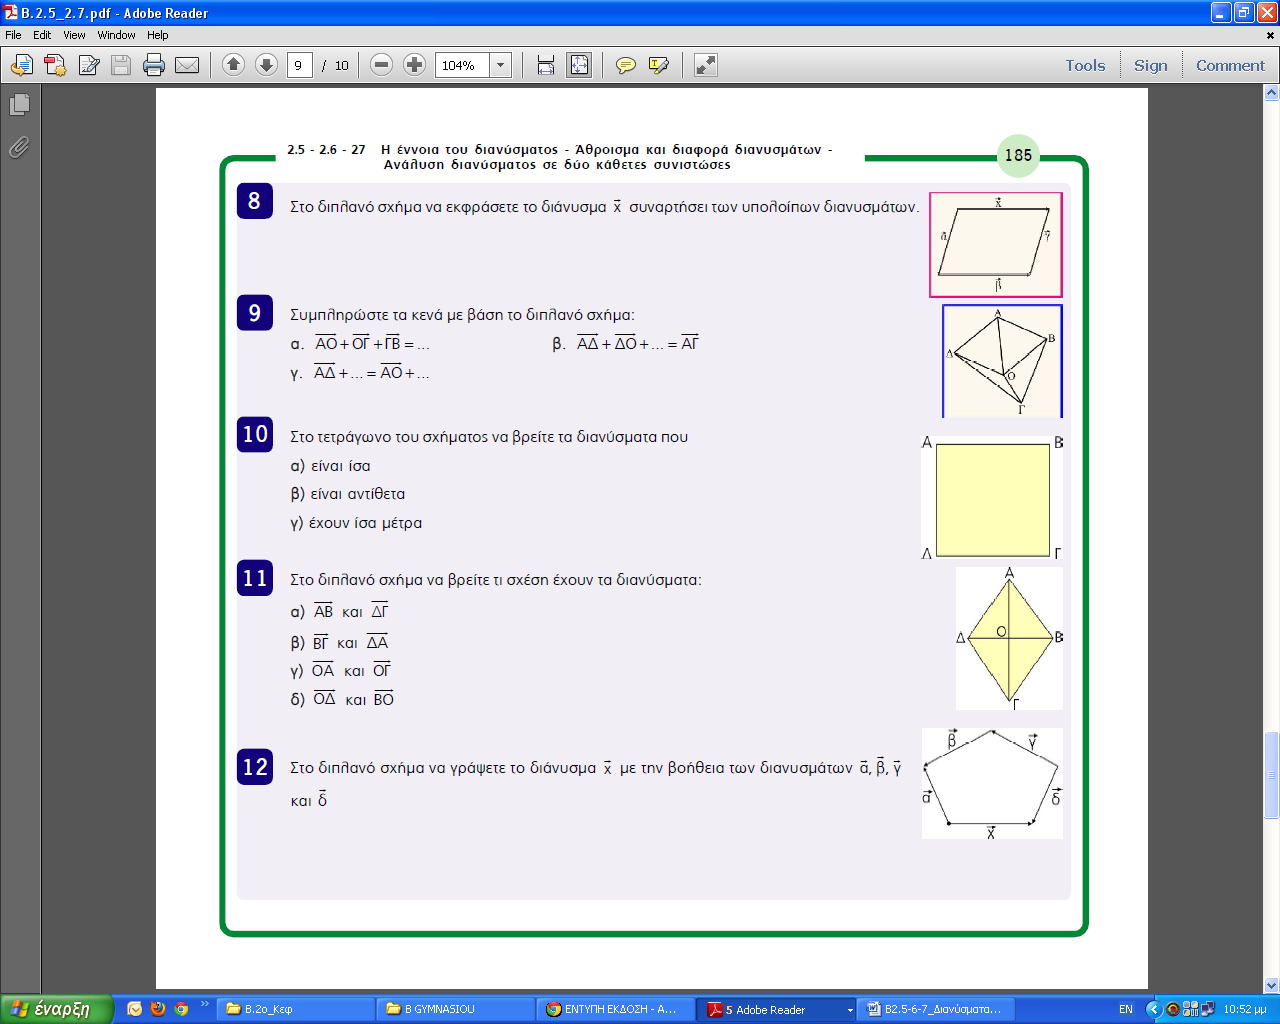 B.2.5_2.7.pdf - Adobe Reader
File Edit View Window Help
9 / 10 104% Tools Sign Comment
2.5 - 2.6 - 27 Η έννοια του διανύσματος - Άθροισμα και διαφορά διανυσμάτων -
Ανάλυση διανύσματος σε δύο κάθετες συνιστώσες
185
8 Στο διπλανό σχήμα να εκφράσετε το διάνυσμα x⃗ συναρτήσει των υπολοίπων διανυσμάτων.
x⃗
α⃗ γ⃗
β⃗
9 Συμπληρώστε τα κενά με βάση το διπλανό σχήμα:
α. ΑΟ + ΟΓ + ΓΒ = ... β. ΑΔ + ΔΟ + ... = ΑΓ
γ. ΑΔ + ... = ΑΟ + ...
Α
Β
Δ
Ο
Γ
10 Στο τετράγωνο του σχήματος να βρείτε τα διανύσματα που
α) είναι ίσα
β) είναι αντίθετα
γ) έχουν ίσα μέτρα
Α Β
Δ Γ
11 Στο διπλανό σχήμα να βρείτε τι σχέση έχουν τα διανύσματα:
α) ΑΒ και ΔΓ
β) ΒΓ και ΔΑ
γ) ΟΑ και ΟΓ
δ) ΟΔ και ΒΟ
Α
Δ Ο Β
Γ
12 Στο διπλανό σχήμα να γράψετε το διάνυσμα x⃗ με την βοήθεια των διανυσμάτων α⃗, β⃗, γ⃗
και δ⃗
β⃗ γ⃗
α⃗ δ⃗
x⃗
έναρξη B.2o_Κεφ B GYMNASIOU ΕΝΤΥΠΗ ΕΚΔΟΣΗ - Α... 5 Adobe Reader B2.5-6-7_Διανύσματα... EN 10:52 μμ